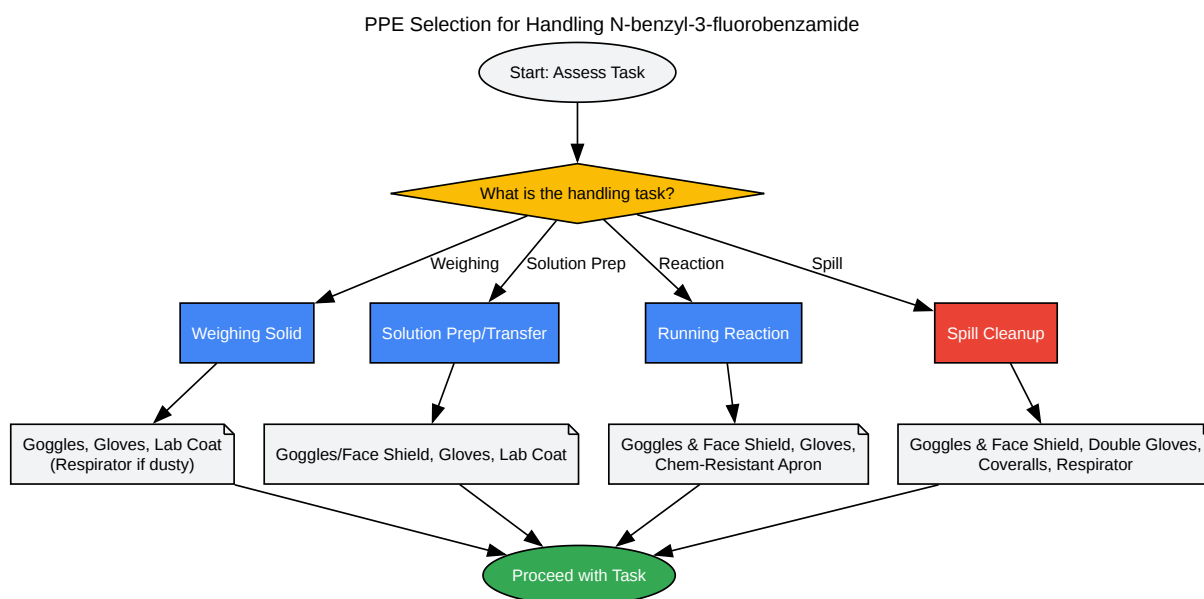 PPE Selection for Handling N-benzyl-3-fluorobenzamide
Start: Assess Task
What is the handling task?
Weighing
Solution Prep
Reaction
Spill
Weighing Solid
Solution Prep/Transfer
Running Reaction
Spill Cleanup
Goggles, Gloves, Lab Coat
(Respirator if dusty)
Goggles/Face Shield, Gloves, Lab Coat
Goggles & Face Shield, Gloves,
Chem-Resistant Apron
Goggles & Face Shield, Double Gloves,
Coveralls, Respirator
Proceed with Task